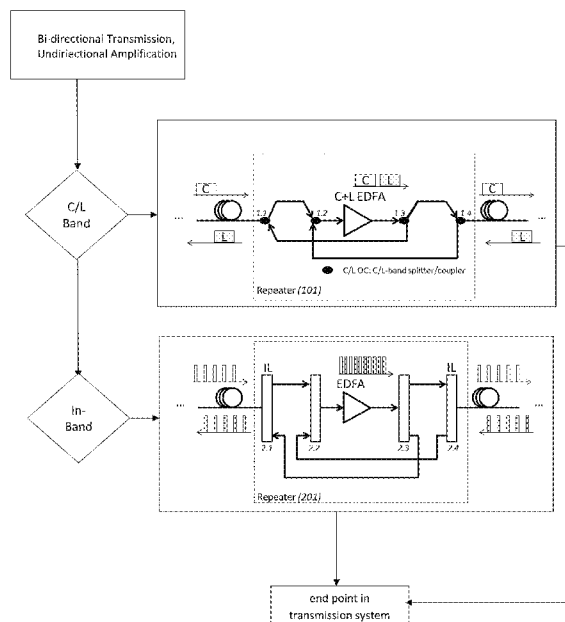 Bi-directional Transmission,
Undiriectional Amplification
C/L
Band
C
L
...
C L
C+L EDFA
1.1
1.2
1.3
1.4
C
L
...
C/L OC: C/L-band splitter/coupler
Repeater (101)
In-
Band
...
IL
EDFA
IL
...
2.1
2.2
2.3
2.4
Repeater (201)
end point in
transmission system